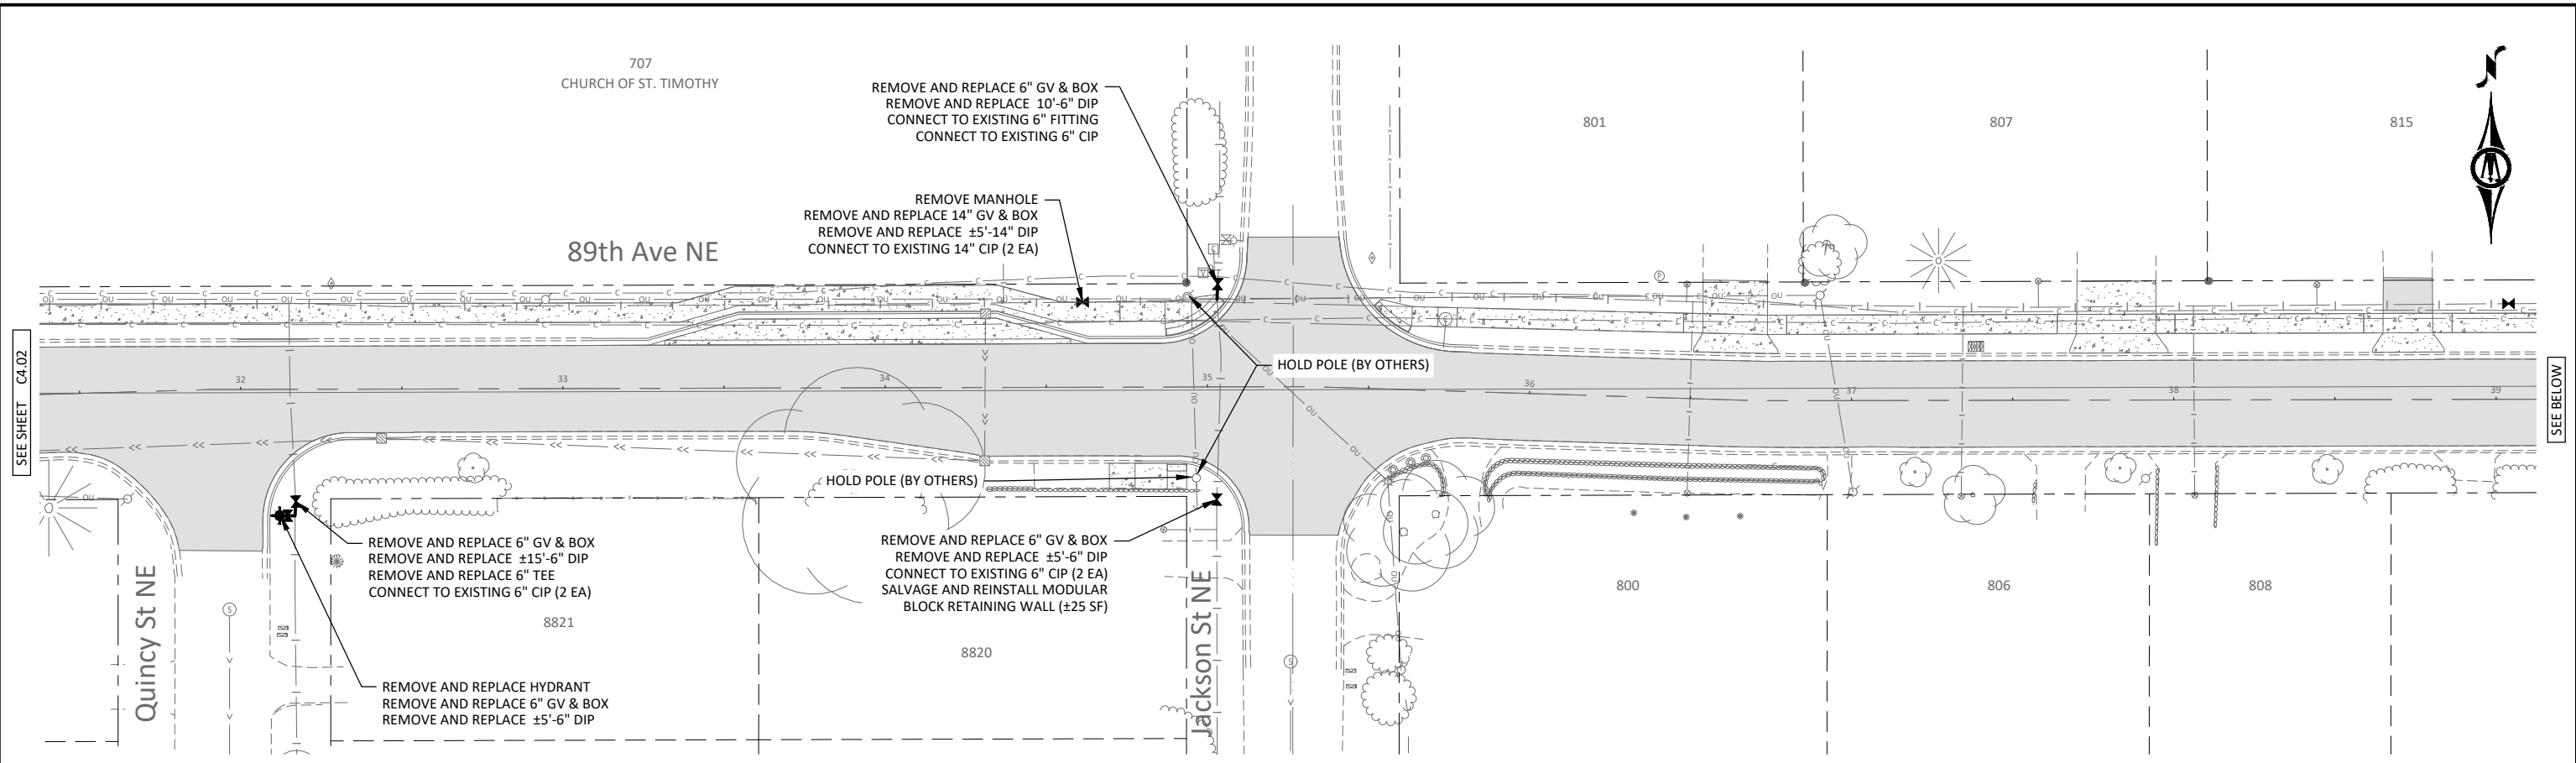 707
CHURCH OF ST. TIMOTHY
REMOVE AND REPLACE 6" GV & BOX
REMOVE AND REPLACE 10'-6" DIP
CONNECT TO EXISTING 6" FITTING
CONNECT TO EXISTING 6" CIP
801
807
815
N
REMOVE MANHOLE
REMOVE AND REPLACE 14" GV & BOX
REMOVE AND REPLACE ±5'-14" DIP
CONNECT TO EXISTING 14" CIP (2 EA)
89th Ave NE
HOLD POLE (BY OTHERS)
SEE SHEET C4.02
32
33
34
35
36
37
38
39
SEE BELOW
HOLD POLE (BY OTHERS)
REMOVE AND REPLACE 6" GV & BOX
REMOVE AND REPLACE ±15'-6" DIP
REMOVE AND REPLACE 6" TEE
CONNECT TO EXISTING 6" CIP (2 EA)
REMOVE AND REPLACE 6" GV & BOX
REMOVE AND REPLACE ±5'-6" DIP
CONNECT TO EXISTING 6" CIP (2 EA)
SALVAGE AND REINSTALL MODULAR
BLOCK RETAINING WALL (±25 SF)
800
806
808
8821
8820
Quincy St NE
Jackson St NE
REMOVE AND REPLACE HYDRANT
REMOVE AND REPLACE 6" GV & BOX
REMOVE AND REPLACE ±5'-6" DIP